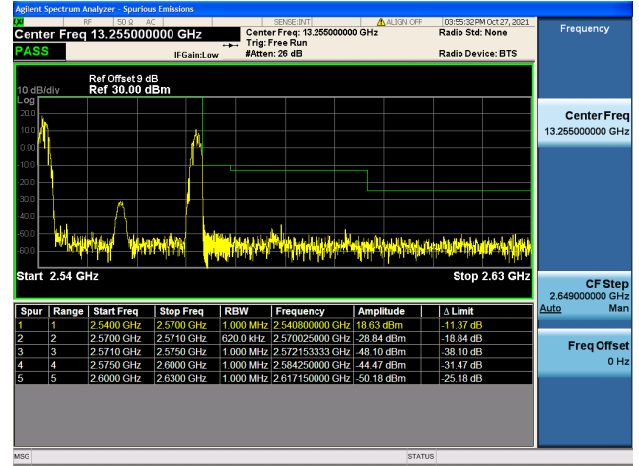 Agilent Spectrum Analyzer - Spurious Emissions
LXI RF 50 Ω AC SENSE:INT ALIGN OFF 03:55:32PM Oct 27, 2021
Center Freq 13.255000000 GHz
Center Freq: 13.255000000 GHz
Radio Std: None
Trig: Free Run
PASS
IFGain:Low
#Atten: 26 dB
Radio Device: BTS
Frequency
Ref Offset 9 dB
10 dB/div Ref 30.00 dBm
Log
20.0
10.0
0.00
-10.0
-20.0
-30.0
-40.0
-50.0
-60.0
Start 2.54 GHz Stop 2.63 GHz
Center Freq
13.255000000 GHz
CF Step
2.649000000 GHz
Auto Man
Freq Offset
0 Hz
Spur Range Start Freq Stop Freq RBW Frequency Amplitude Δ Limit
1 1 2.5400 GHz 2.5700 GHz 1.000 MHz 2.540800000 GHz 18.63 dBm -11.37 dB
2 2 2.5700 GHz 2.5710 GHz 620.0 kHz 2.570025000 GHz -28.84 dBm -18.84 dB
3 3 2.5710 GHz 2.5750 GHz 1.000 MHz 2.572153333 GHz -48.10 dBm -38.10 dB
4 4 2.5750 GHz 2.6000 GHz 1.000 MHz 2.584250000 GHz -44.47 dBm -31.47 dB
5 5 2.6000 GHz 2.6300 GHz 1.000 MHz 2.617150000 GHz -50.18 dBm -25.18 dB
MSG STATUS